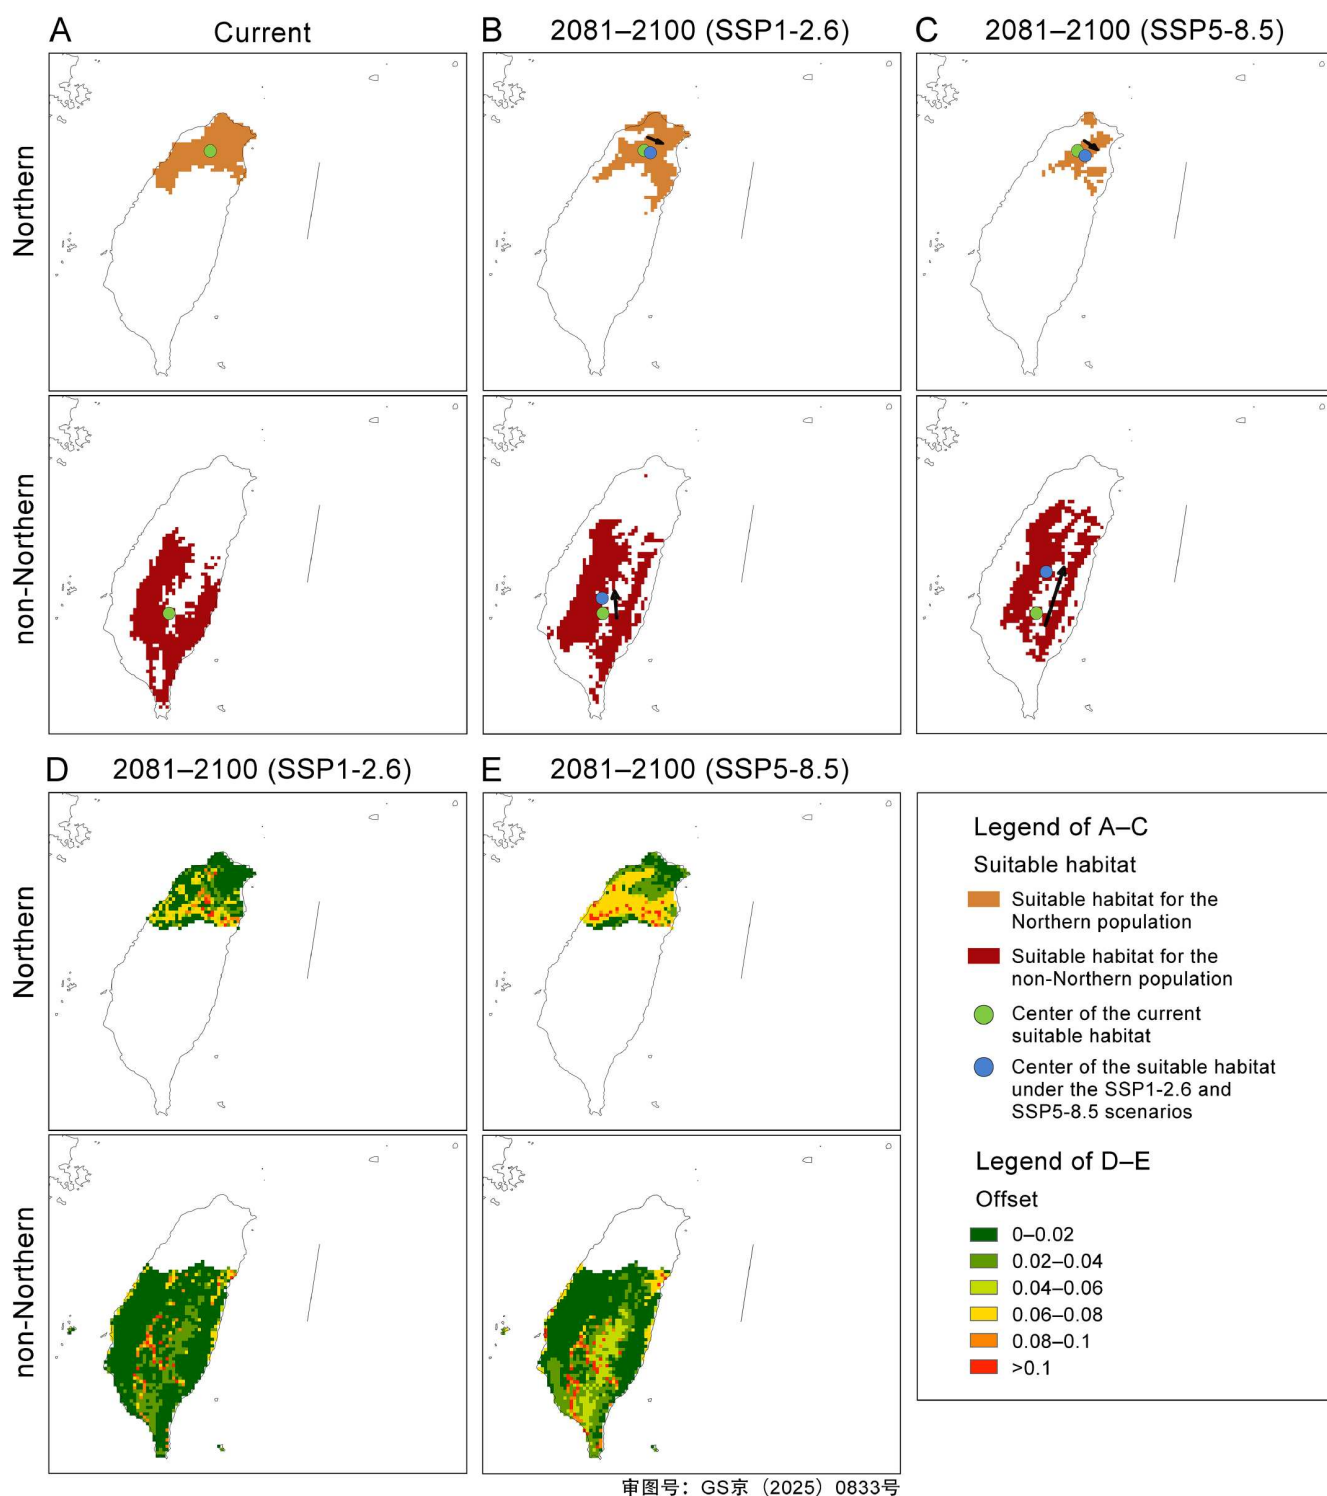 A
Current
B
2081–2100 (SSP1-2.6)
C
2081–2100 (SSP5-8.5)
Northern
non-Northern
D
2081–2100 (SSP1-2.6)
E
2081–2100 (SSP5-8.5)
Northern
non-Northern
Legend of A–C
Suitable habitat
Suitable habitat for the
Northern population
Suitable habitat for the
non-Northern population
Center of the current
suitable habitat
Center of the suitable habitat
under the SSP1-2.6 and
SSP5-8.5 scenarios
Legend of D–E
Offset
0–0.02
0.02–0.04
0.04–0.06
0.06–0.08
0.08–0.1
>0.1
审图号：GS京（2025）0833号